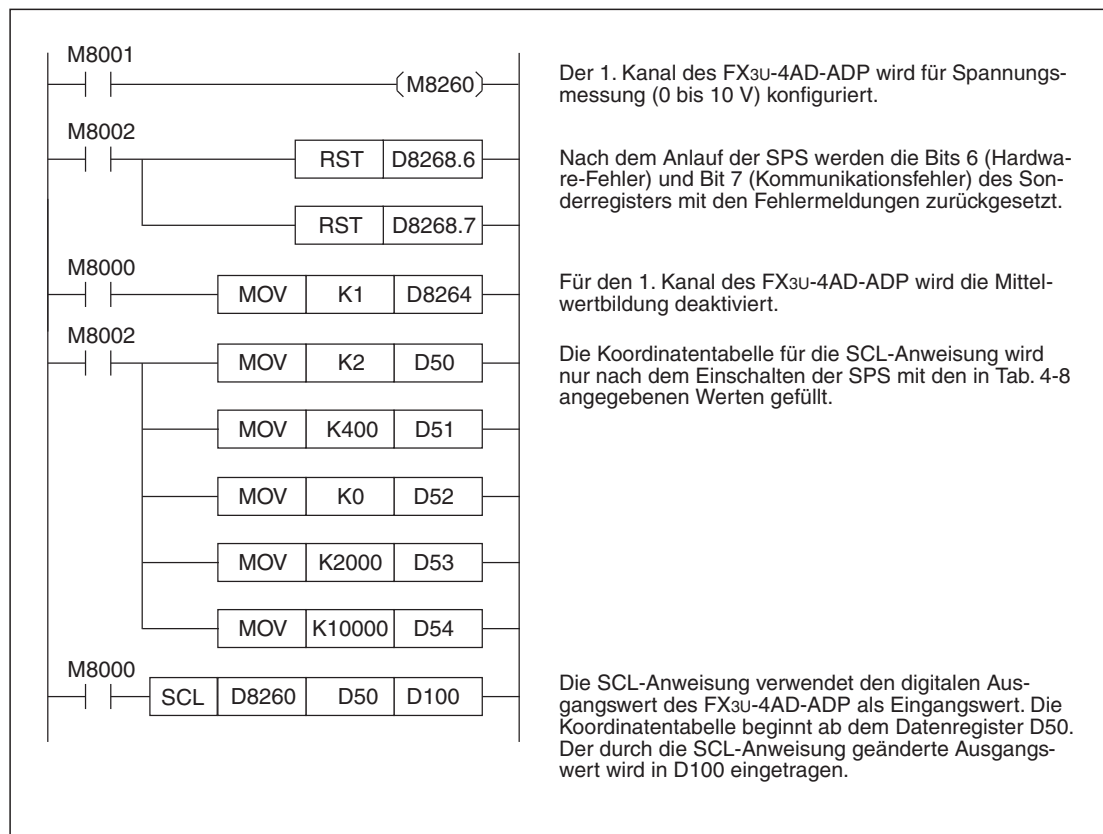 M8001
M8260
Der 1. Kanal des FX3U-4AD-ADP wird für Spannungs-
messung (0 bis 10 V) konfiguriert.
M8002
RST D8268.6
Nach dem Anlauf der SPS werden die Bits 6 (Hardwa-
re-Fehler) und Bit 7 (Kommunikationsfehler) des Son-
derregisters mit den Fehlermeldungen zurückgesetzt.
RST D8268.7
M8000
MOV K1 D8264
Für den 1. Kanal des FX3U-4AD-ADP wird die Mittel-
wertbildung deaktiviert.
M8002
MOV K2 D50
Die Koordinatentabelle für die SCL-Anweisung wird
nur nach dem Einschalten der SPS mit den in Tab. 4-8
angegebenen Werten gefüllt.
MOV K400 D51
MOV K0 D52
MOV K2000 D53
MOV K10000 D54
M8000
SCL D8260 D50 D100
Die SCL-Anweisung verwendet den digitalen Aus-
gangswert des FX3U-4AD-ADP als Eingangswert. Die
Koordinatentabelle beginnt ab dem Datenregister D50.
Der durch die SCL-Anweisung geänderte Ausgangs-
wert wird in D100 eingetragen.